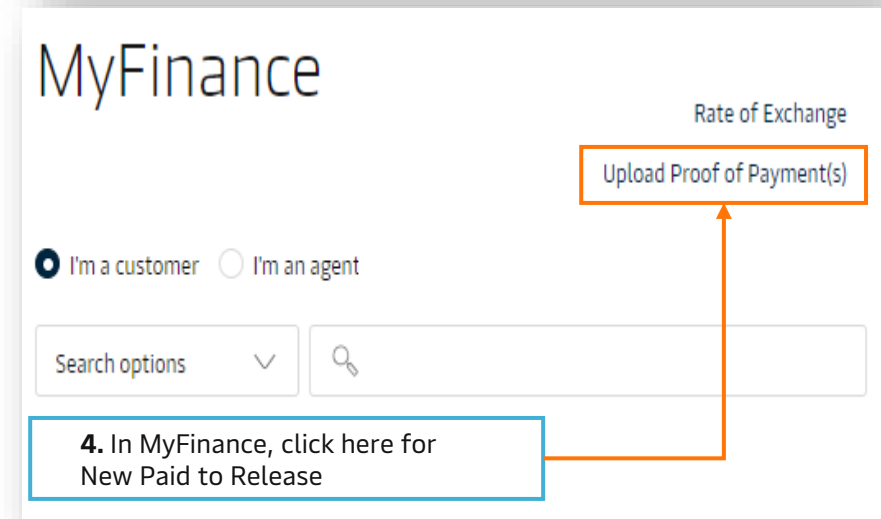 MyFinance
Rate of Exchange
Upload Proof of Payment(s)
I'm a customer I'm an agent
Search options
4. In MyFinance, click here for
New Paid to Release